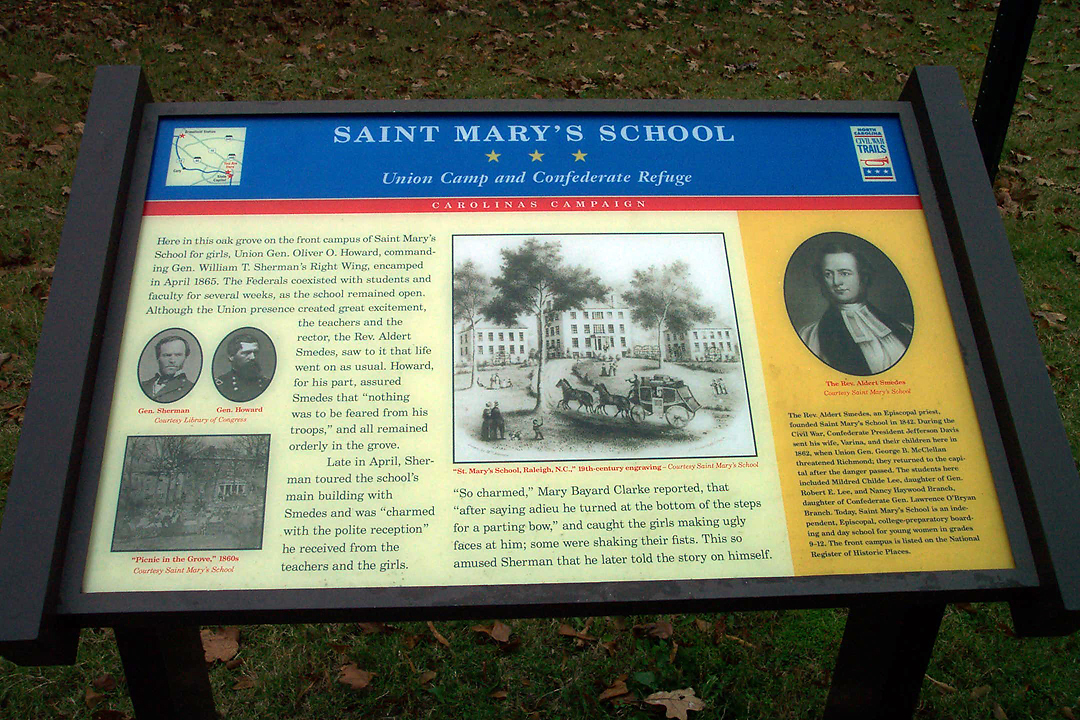 SAINT MARY'S SCHOOL
Union Camp and Confederate Refuge
CAROLINAS CAMPAIGN
NORTH
CAROLINA
CIVIL WAR
TRAILS
Here in this oak grove on the front campus of Saint Mary's
School for girls, Union Gen. Oliver O. Howard, command-
ing Gen. William T. Sherman's Right Wing, encamped
in April 1865. The Federals coexisted with students and
faculty for several weeks, as the school remained open.
Although the Union presence created great excitement,
the teachers and the
rector, the Rev. Aldert
Smedes, saw to it that life
went on as usual. Howard,
for his part, assured
Smedes that "nothing
was to be feared from his
troops," and all remained
orderly in the grove.
Late in April, Sher-
man toured the school's
main building with
Smedes and was "charmed
with the polite reception"
he received from the
teachers and the girls.
Gen. Sherman
Gen. Howard
Courtesy Library of Congress
"Picnic in the Grove," 1860s
Courtesy Saint Mary's School
"St. Mary's School, Raleigh, N.C.," 19th-century engraving – Courtesy Saint Mary's School
"So charmed," Mary Bayard Clarke reported, that
"after saying adieu he turned at the bottom of the steps
for a parting bow," and caught the girls making ugly
faces at him; some were shaking their fists. This so
amused Sherman that he later told the story on himself.
The Rev. Aldert Smedes
Courtesy Saint Mary's School
The Rev. Aldert Smedes, an Episcopal priest,
founded Saint Mary's School in 1842. During the
Civil War, Confederate President Jefferson Davis
sent his wife, Varina, and their children here in
1862, when Union Gen. George B. McClellan
threatened Richmond; they returned to the capi-
tal after the danger passed. The students here
included Mildred Childe Lee, daughter of Gen.
Robert E. Lee, and Nancy Haywood Branch,
daughter of Confederate Gen. Lawrence O'Bryan
Branch. Today, Saint Mary's School is an inde-
pendent, Episcopal, college-preparatory board-
ing and day school for young women in grades
9–12. The front campus is listed on the National
Register of Historic Places.